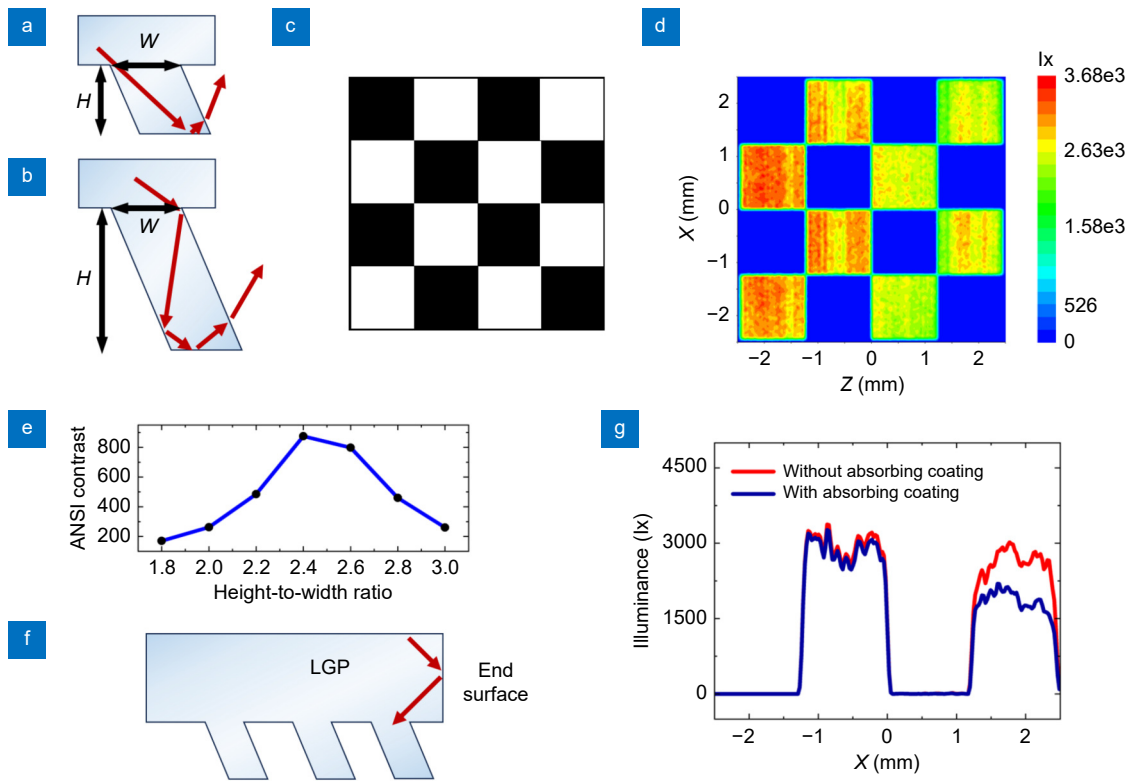 a
W
H
b
W
H
c
d
lx
3.68e3
2.63e3
1.58e3
526
0
X (mm)
2
1
0
−1
−2
−2
−1
0
1
2
Z (mm)
e
ANSI contrast
800
600
400
200
1.8
2.0
2.2
2.4
2.6
2.8
3.0
Height-to-width ratio
f
LGP
End
surface
g
Illuminance (lx)
4500
3000
1500
0
Without absorbing coating
With absorbing coating
−2
−1
0
1
2
X (mm)